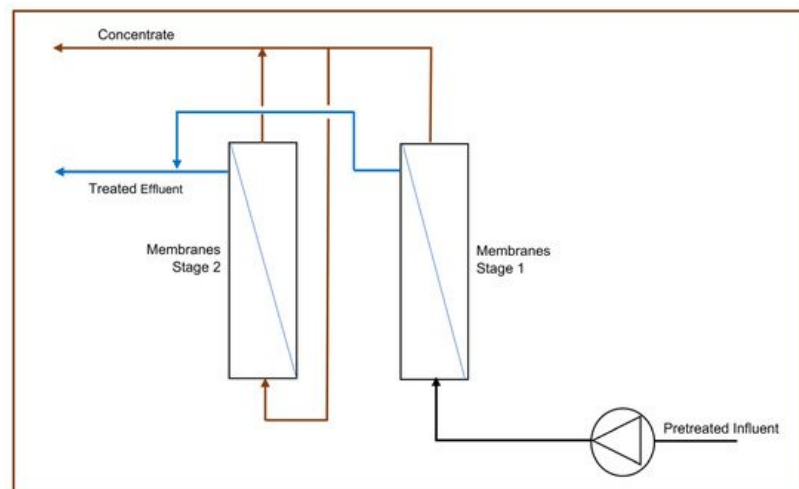 Concentrate
Treated Effluent
Membranes
Stage 2
Membranes
Stage 1
Pretreated Influent